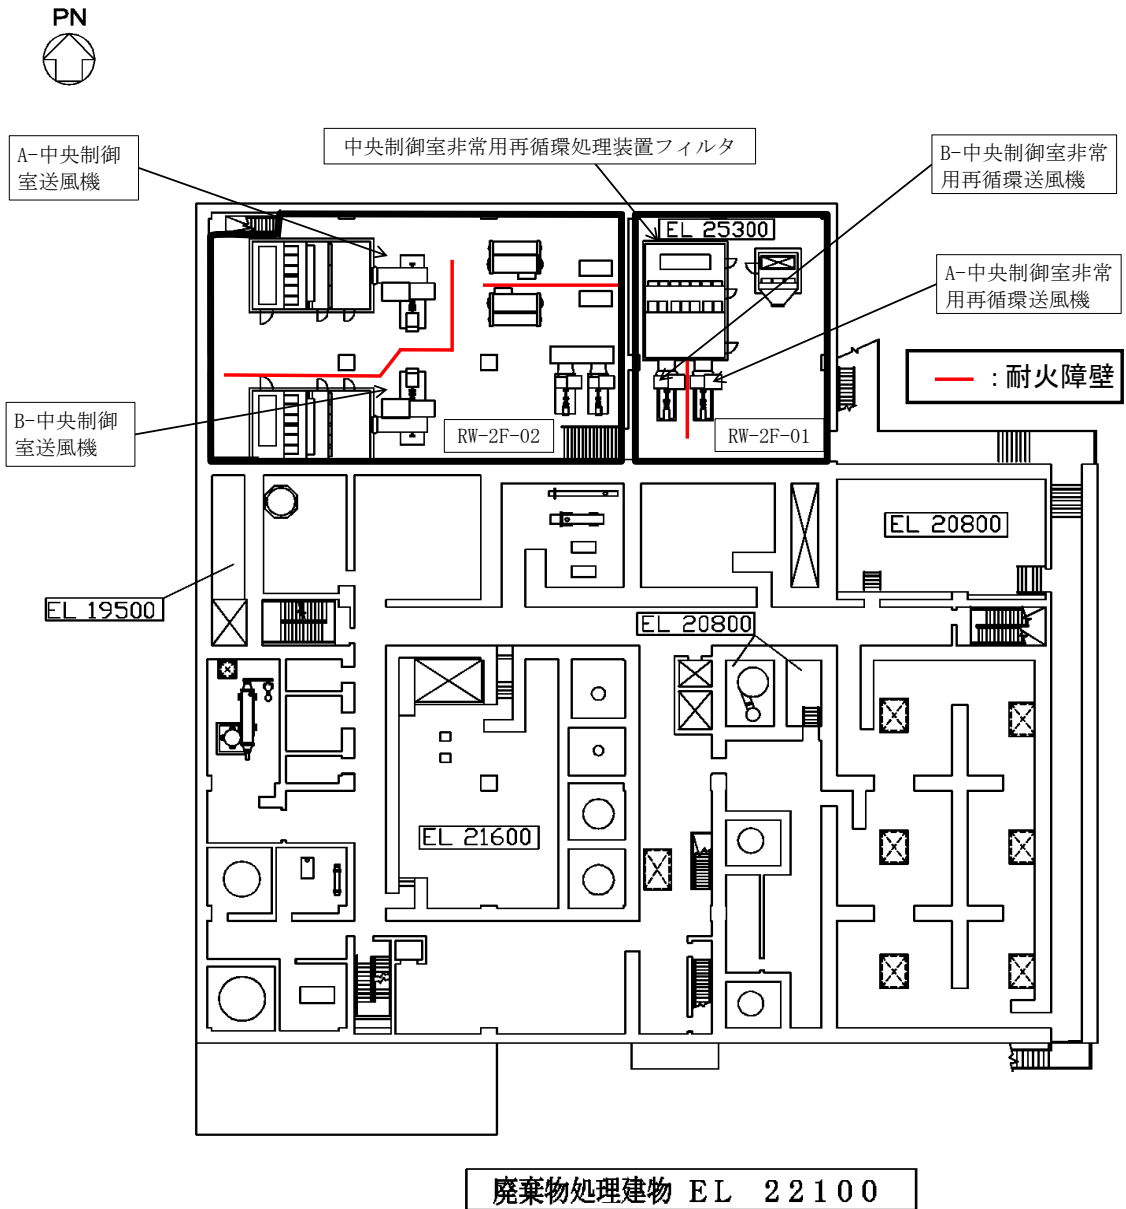 PN
A-中央制御
室送風機
中央制御室非常用再循環処理装置フィルタ
B-中央制御室非常
用再循環送風機
EL 25300
A-中央制御室非常
用再循環送風機
― : 耐火障壁
B-中央制御
室送風機
RW-2F-02
RW-2F-01
EL 20800
EL 19500
EL 20800
EL 21600
廃棄物処理建物 EL 22100